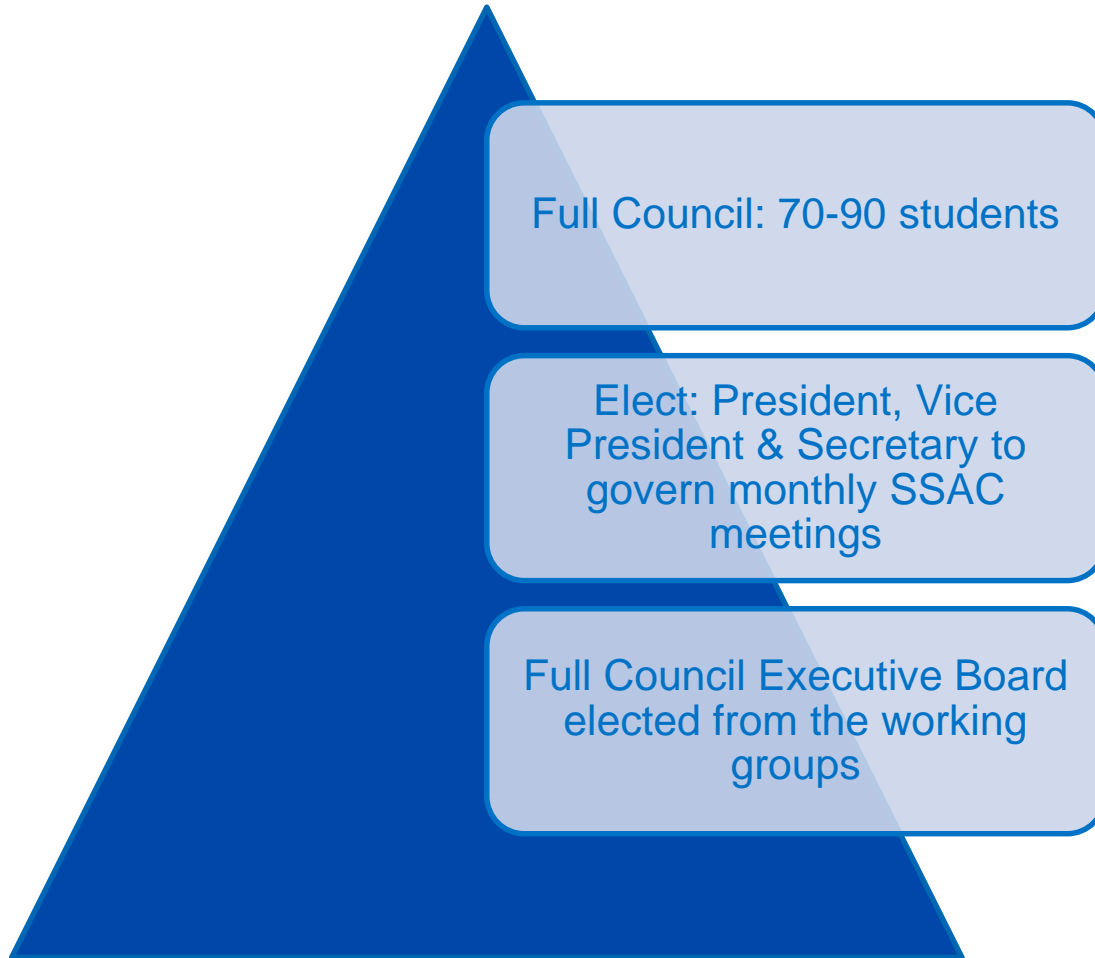 Full Council: 70-90 students
Elect: President, Vice
President & Secretary to
govern monthly SSAC
meetings
Full Council Executive Board
elected from the working
groups